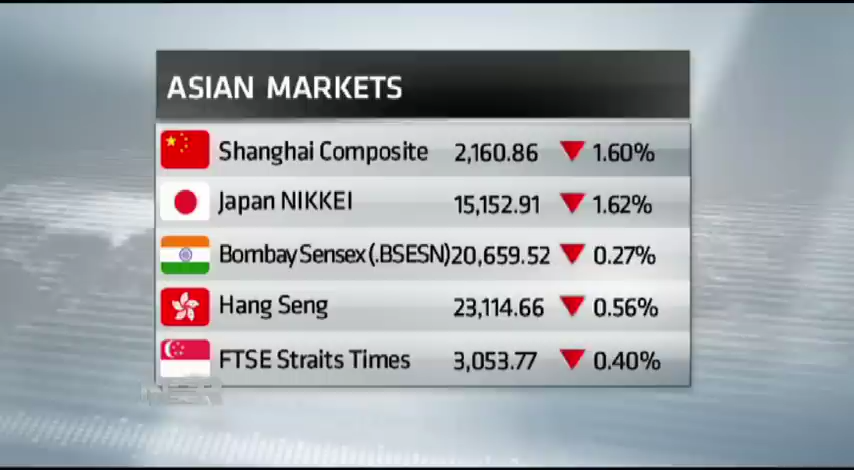 ASIAN MARKETS
Shanghai Composite 2,160.86 ▼ 1.60%
Japan NIKKEI 15,152.91 ▼ 1.62%
Bombay Sensex (.BSESN) 20,659.52 ▼ 0.27%
Hang Seng 23,114.66 ▼ 0.56%
FTSE Straits Times 3,053.77 ▼ 0.40%